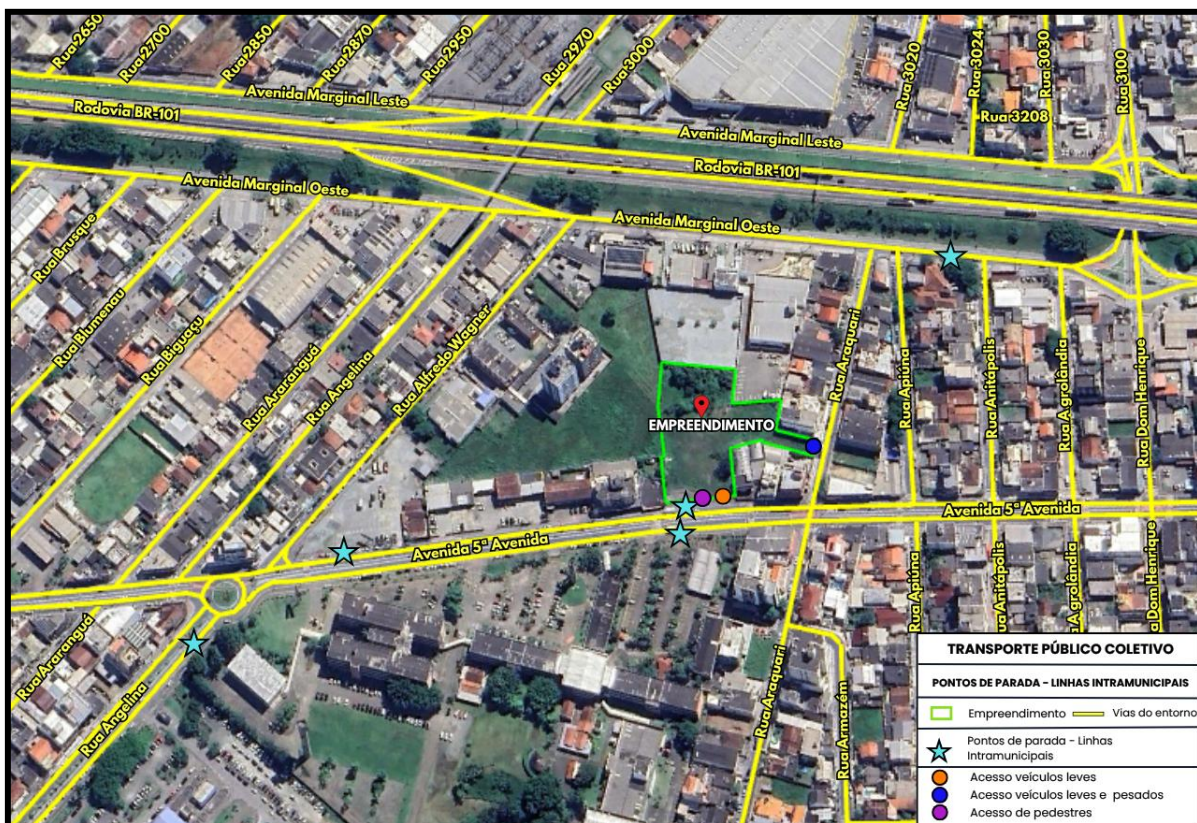 Rua 2650
Rua 2700
Rua 2850
Rua 2870
Rua 2950
Rua 2970
Rua 3000
Rua 3020
Rua 3024
Rua 3030
Rua 3100
Rua 3208
Avenida Marginal Leste
Rodovia BR-101
Avenida Marginal Leste
Rodovia BR-101
Avenida Marginal Oeste
Avenida Marginal Oeste
Rua Brusque
Rua Blumenau
Rua Biguaçu
Rua Araranguá
Rua Angelina
Rua Alfredo Wagner
Rua Araquari
Rua Apiúna
Rua Anitápolis
Rua Agrolândia
Rua Dom Henrique
EMPREENDIMENTO
Avenida 5ª Avenida
Avenida 5ª Avenida
Rua Araranguá
Rua Angelina
Rua Araquari
Rua Armazém
Rua Apiúna
Rua Anitápolis
a Agrolândia
a Dom Henrique
TRANSPORTE PÚBLICO COLETIVO
PONTOS DE PARADA - LINHAS INTRAMUNICIPAIS
Empreendimento
Vias do entorno
Pontos de parada - Linhas
Intramunicipais
Acesso veículos leves
Acesso veículos leves e pesados
Acesso de pedestres